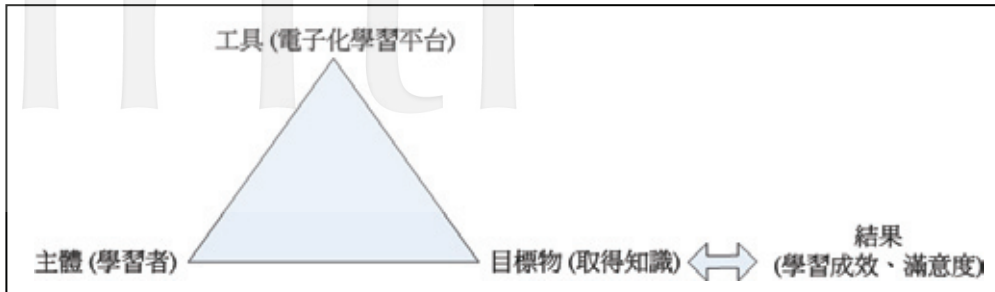 工具 (電子化學習平台)
主體 (學習者)
目標物 (取得知識)
結果
(學習成效、滿意度)